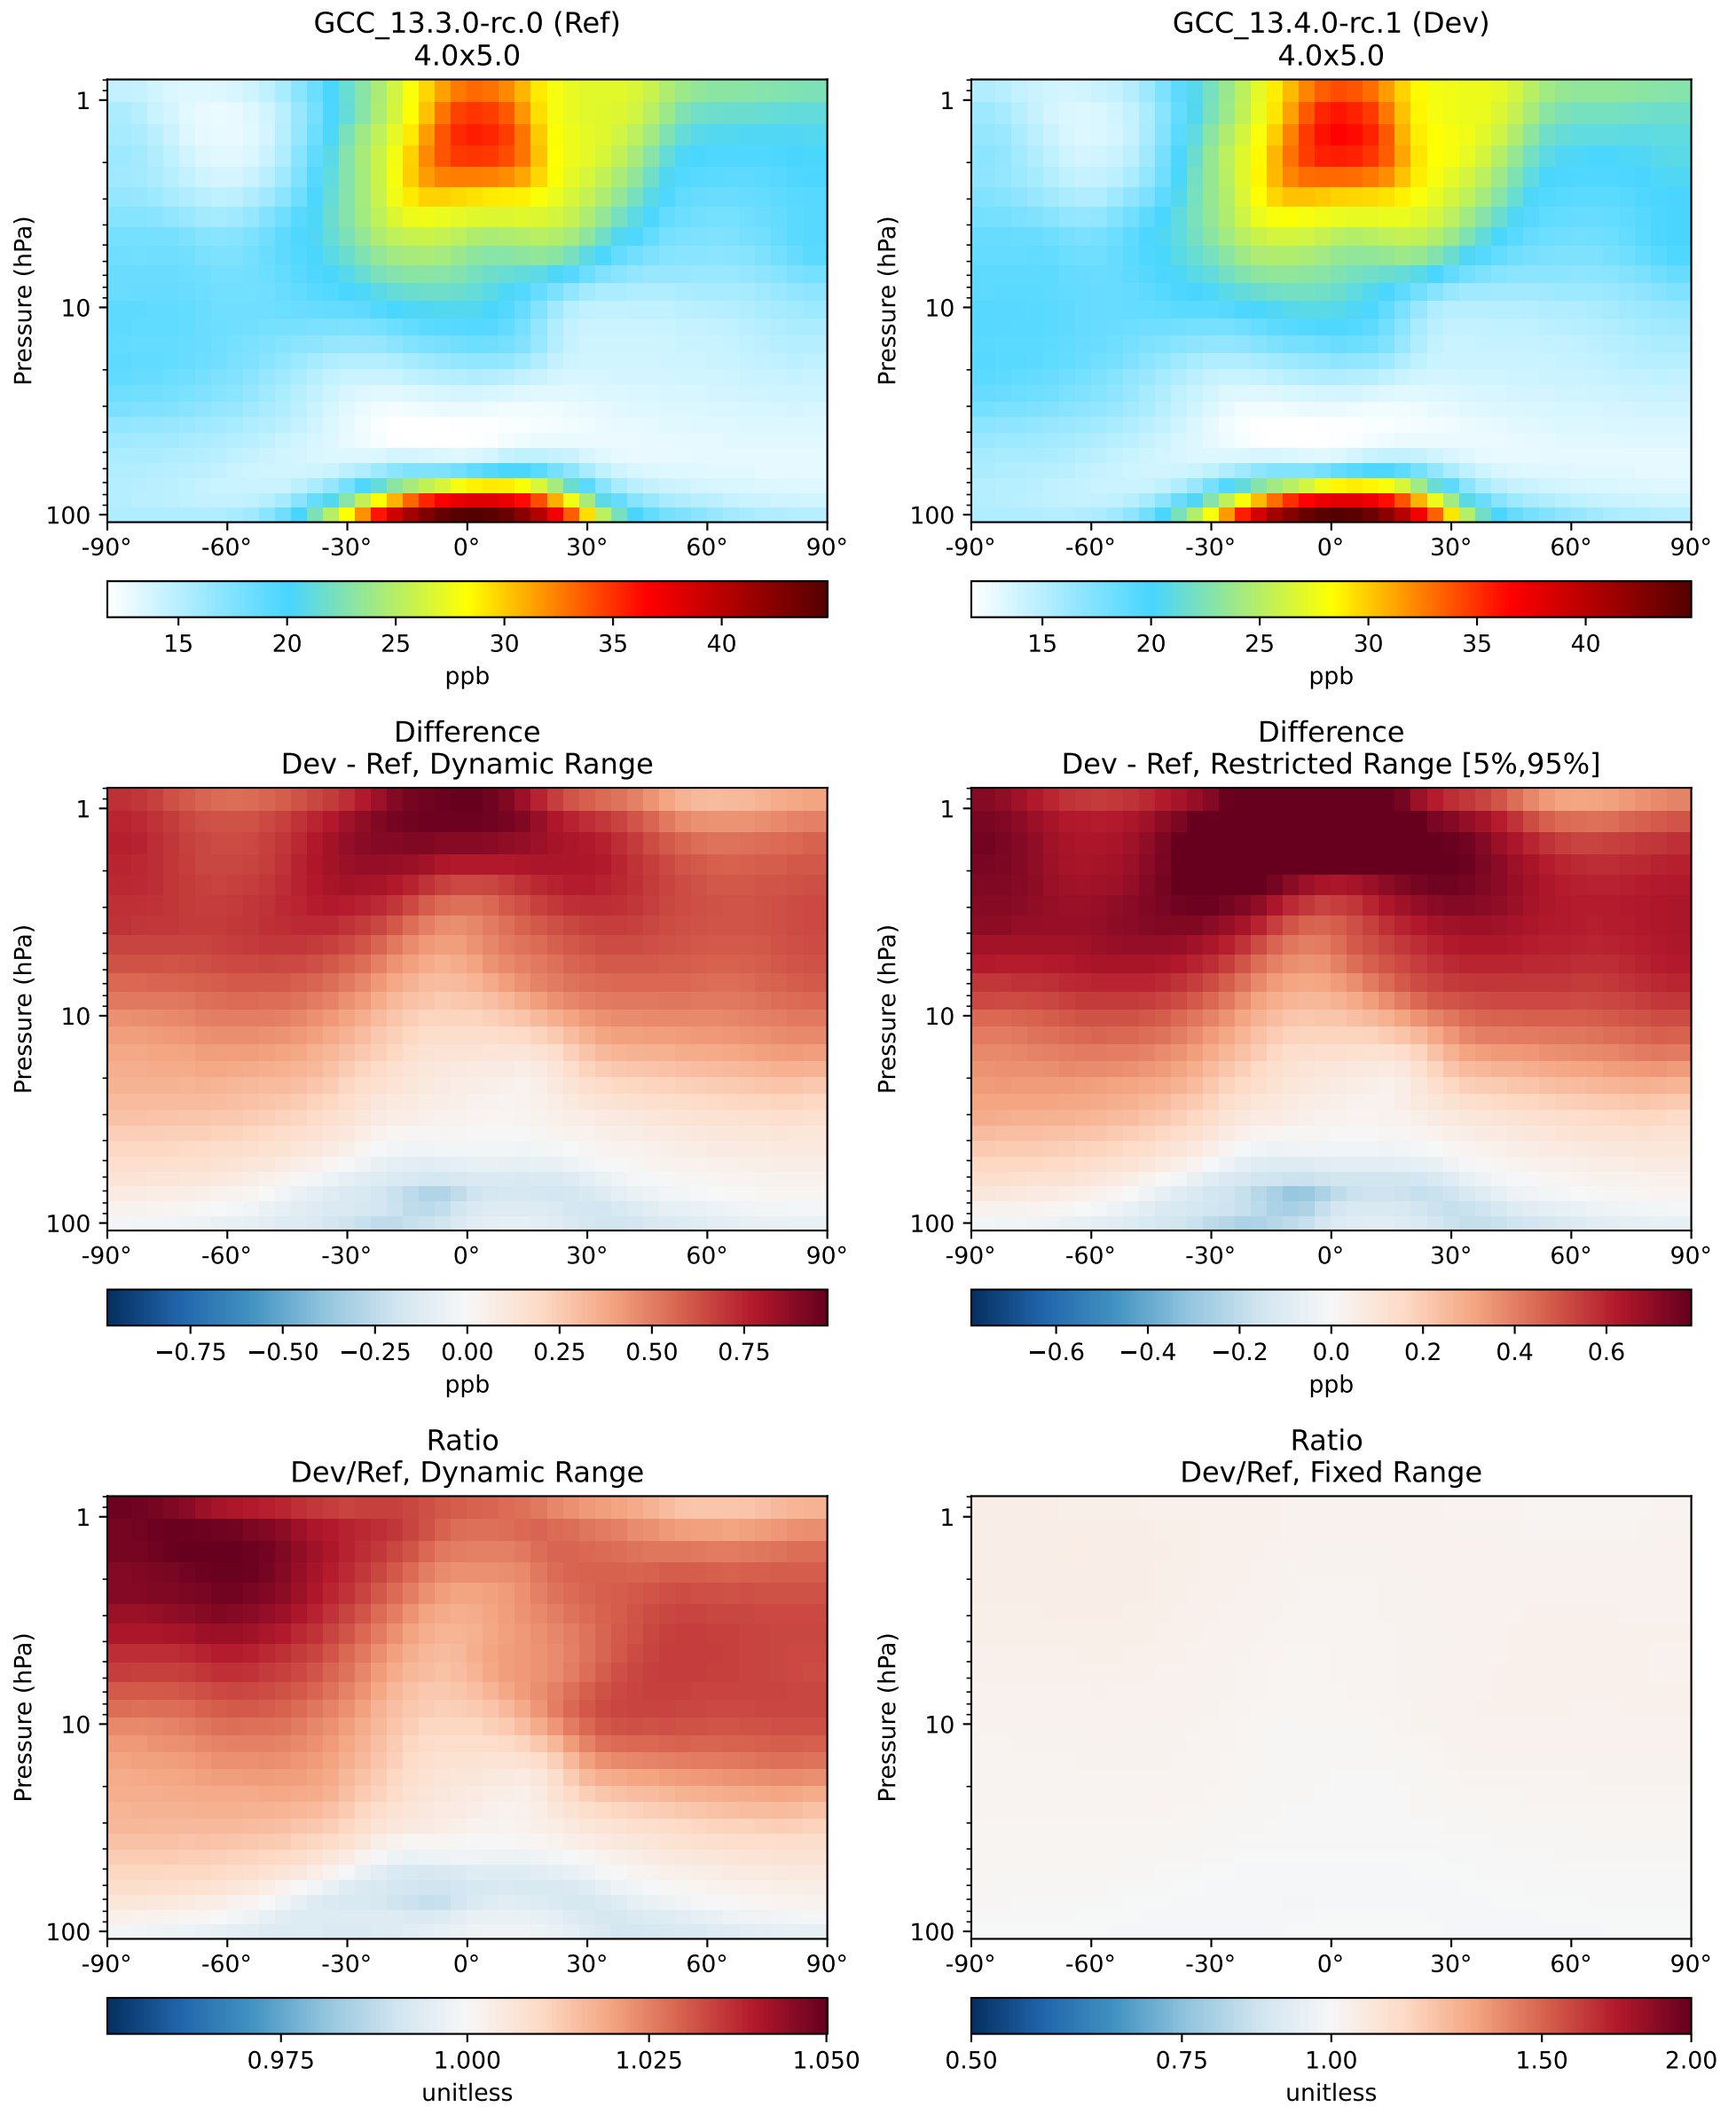 GCC_13.3.0-rc.0 (Ref)
4.0x5.0
GCC_13.4.0-rc.1 (Dev)
4.0x5.0
Pressure (hPa)
1
10
100
-90° -60° -30° 0° 30° 60° 90°
15 20 25 30 35 40
ppb
Pressure (hPa)
1
10
100
-90° -60° -30° 0° 30° 60° 90°
15 20 25 30 35 40
ppb
Difference
Dev - Ref, Dynamic Range
Difference
Dev - Ref, Restricted Range [5%,95%]
Pressure (hPa)
1
10
100
-90° -60° -30° 0° 30° 60° 90°
−0.75 −0.50 −0.25 0.00 0.25 0.50 0.75
ppb
Pressure (hPa)
1
10
100
-90° -60° -30° 0° 30° 60° 90°
−0.6 −0.4 −0.2 0.0 0.2 0.4 0.6
ppb
Ratio
Dev/Ref, Dynamic Range
Ratio
Dev/Ref, Fixed Range
Pressure (hPa)
1
10
100
-90° -60° -30° 0° 30° 60° 90°
0.975 1.000 1.025 1.050
unitless
Pressure (hPa)
1
10
100
-90° -60° -30° 0° 30° 60° 90°
0.50 0.75 1.00 1.50 2.00
unitless